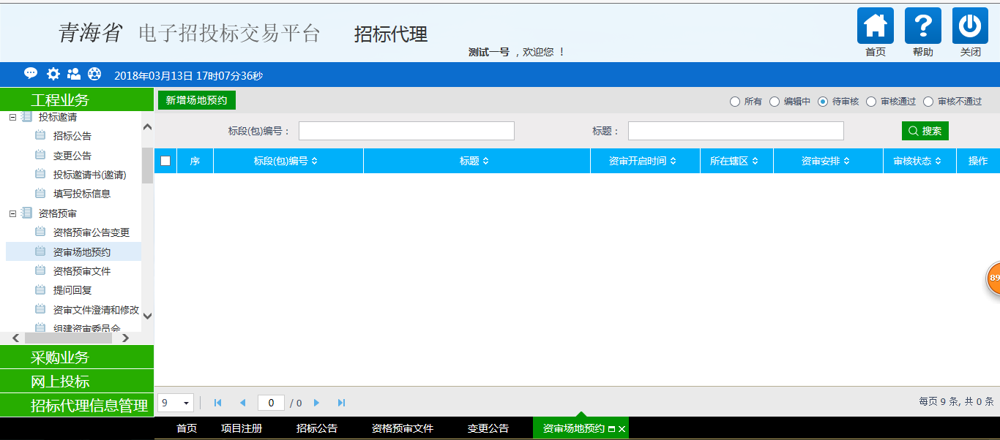 青海省 电子招投标交易平台 招标代理
测试一号 ，欢迎您 ！
首页 帮助 关闭
2018年03月13日 17时07分36秒
工程业务
投标邀请
招标公告
变更公告
投标邀请书(邀请)
填写投标信息
资格预审
资格预审公告变更
资审场地预约
资格预审文件
提问回复
资审文件澄清和修改
组建资审委员会
采购业务
网上投标
招标代理信息管理
新增场地预约 所有 编辑中 待审核 审核通过 审核不通过
标段(包)编号： 标题： 搜索
序 标段(包)编号 标题 资审开启时间 所在辖区 资审安排 审核状态 操作
89
9 0 / 0 每页 9 条, 共 0 条
首页 项目注册 招标公告 资格预审文件 变更公告 资审场地预约